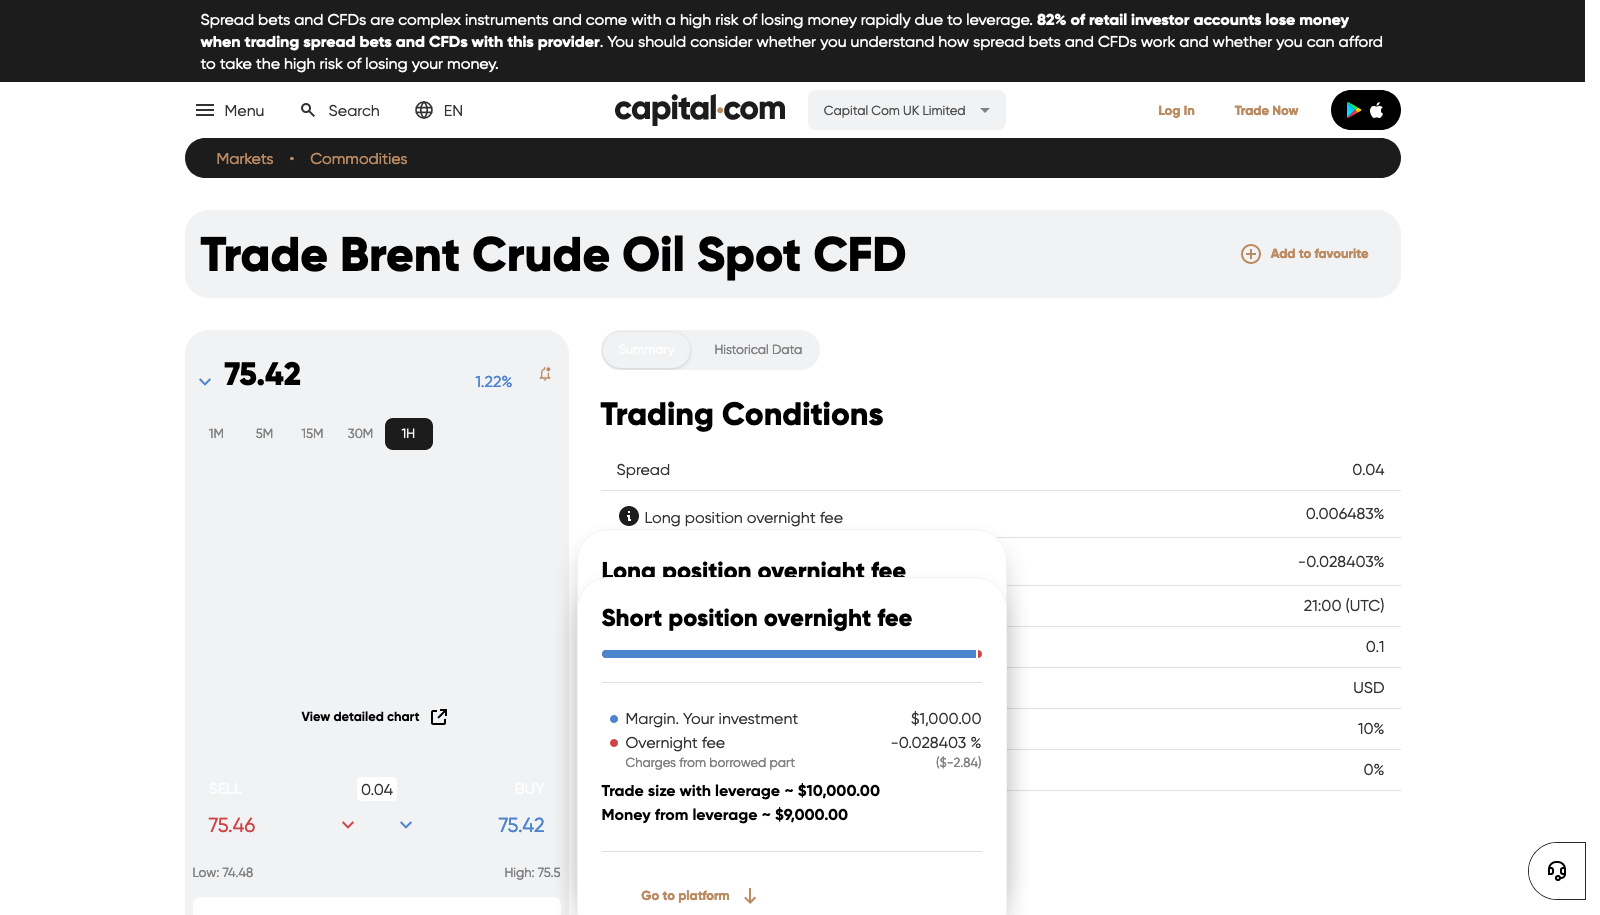 Spread bets and CFDs are complex instruments and come with a high risk of losing money rapidly due to leverage. 82% of retail investor accounts lose money
when trading spread bets and CFDs with this provider. You should consider whether you understand how spread bets and CFDs work and whether you can afford
to take the high risk of losing your money.
Menu Search EN capital.com Capital Com UK Limited Log In Trade Now
Markets • Commodities
Trade Brent Crude Oil Spot CFD Add to favourite
75.42 1.22%
1M 5M 15M 30M 1H
View detailed chart
SELL 0.04 BUY
75.46 75.42
Low: 74.48 High: 75.5
Summary Historical Data
Trading Conditions
Spread 0.04
Long position overnight fee 0.006483%
-0.028403%
21:00 (UTC)
0.1
USD
10%
0%
Long position overnight fee
Short position overnight fee
Margin. Your investment $1,000.00
Overnight fee -0.028403 %
Charges from borrowed part ($-2.84)
Trade size with leverage ~ $10,000.00
Money from leverage ~ $9,000.00
Go to platform